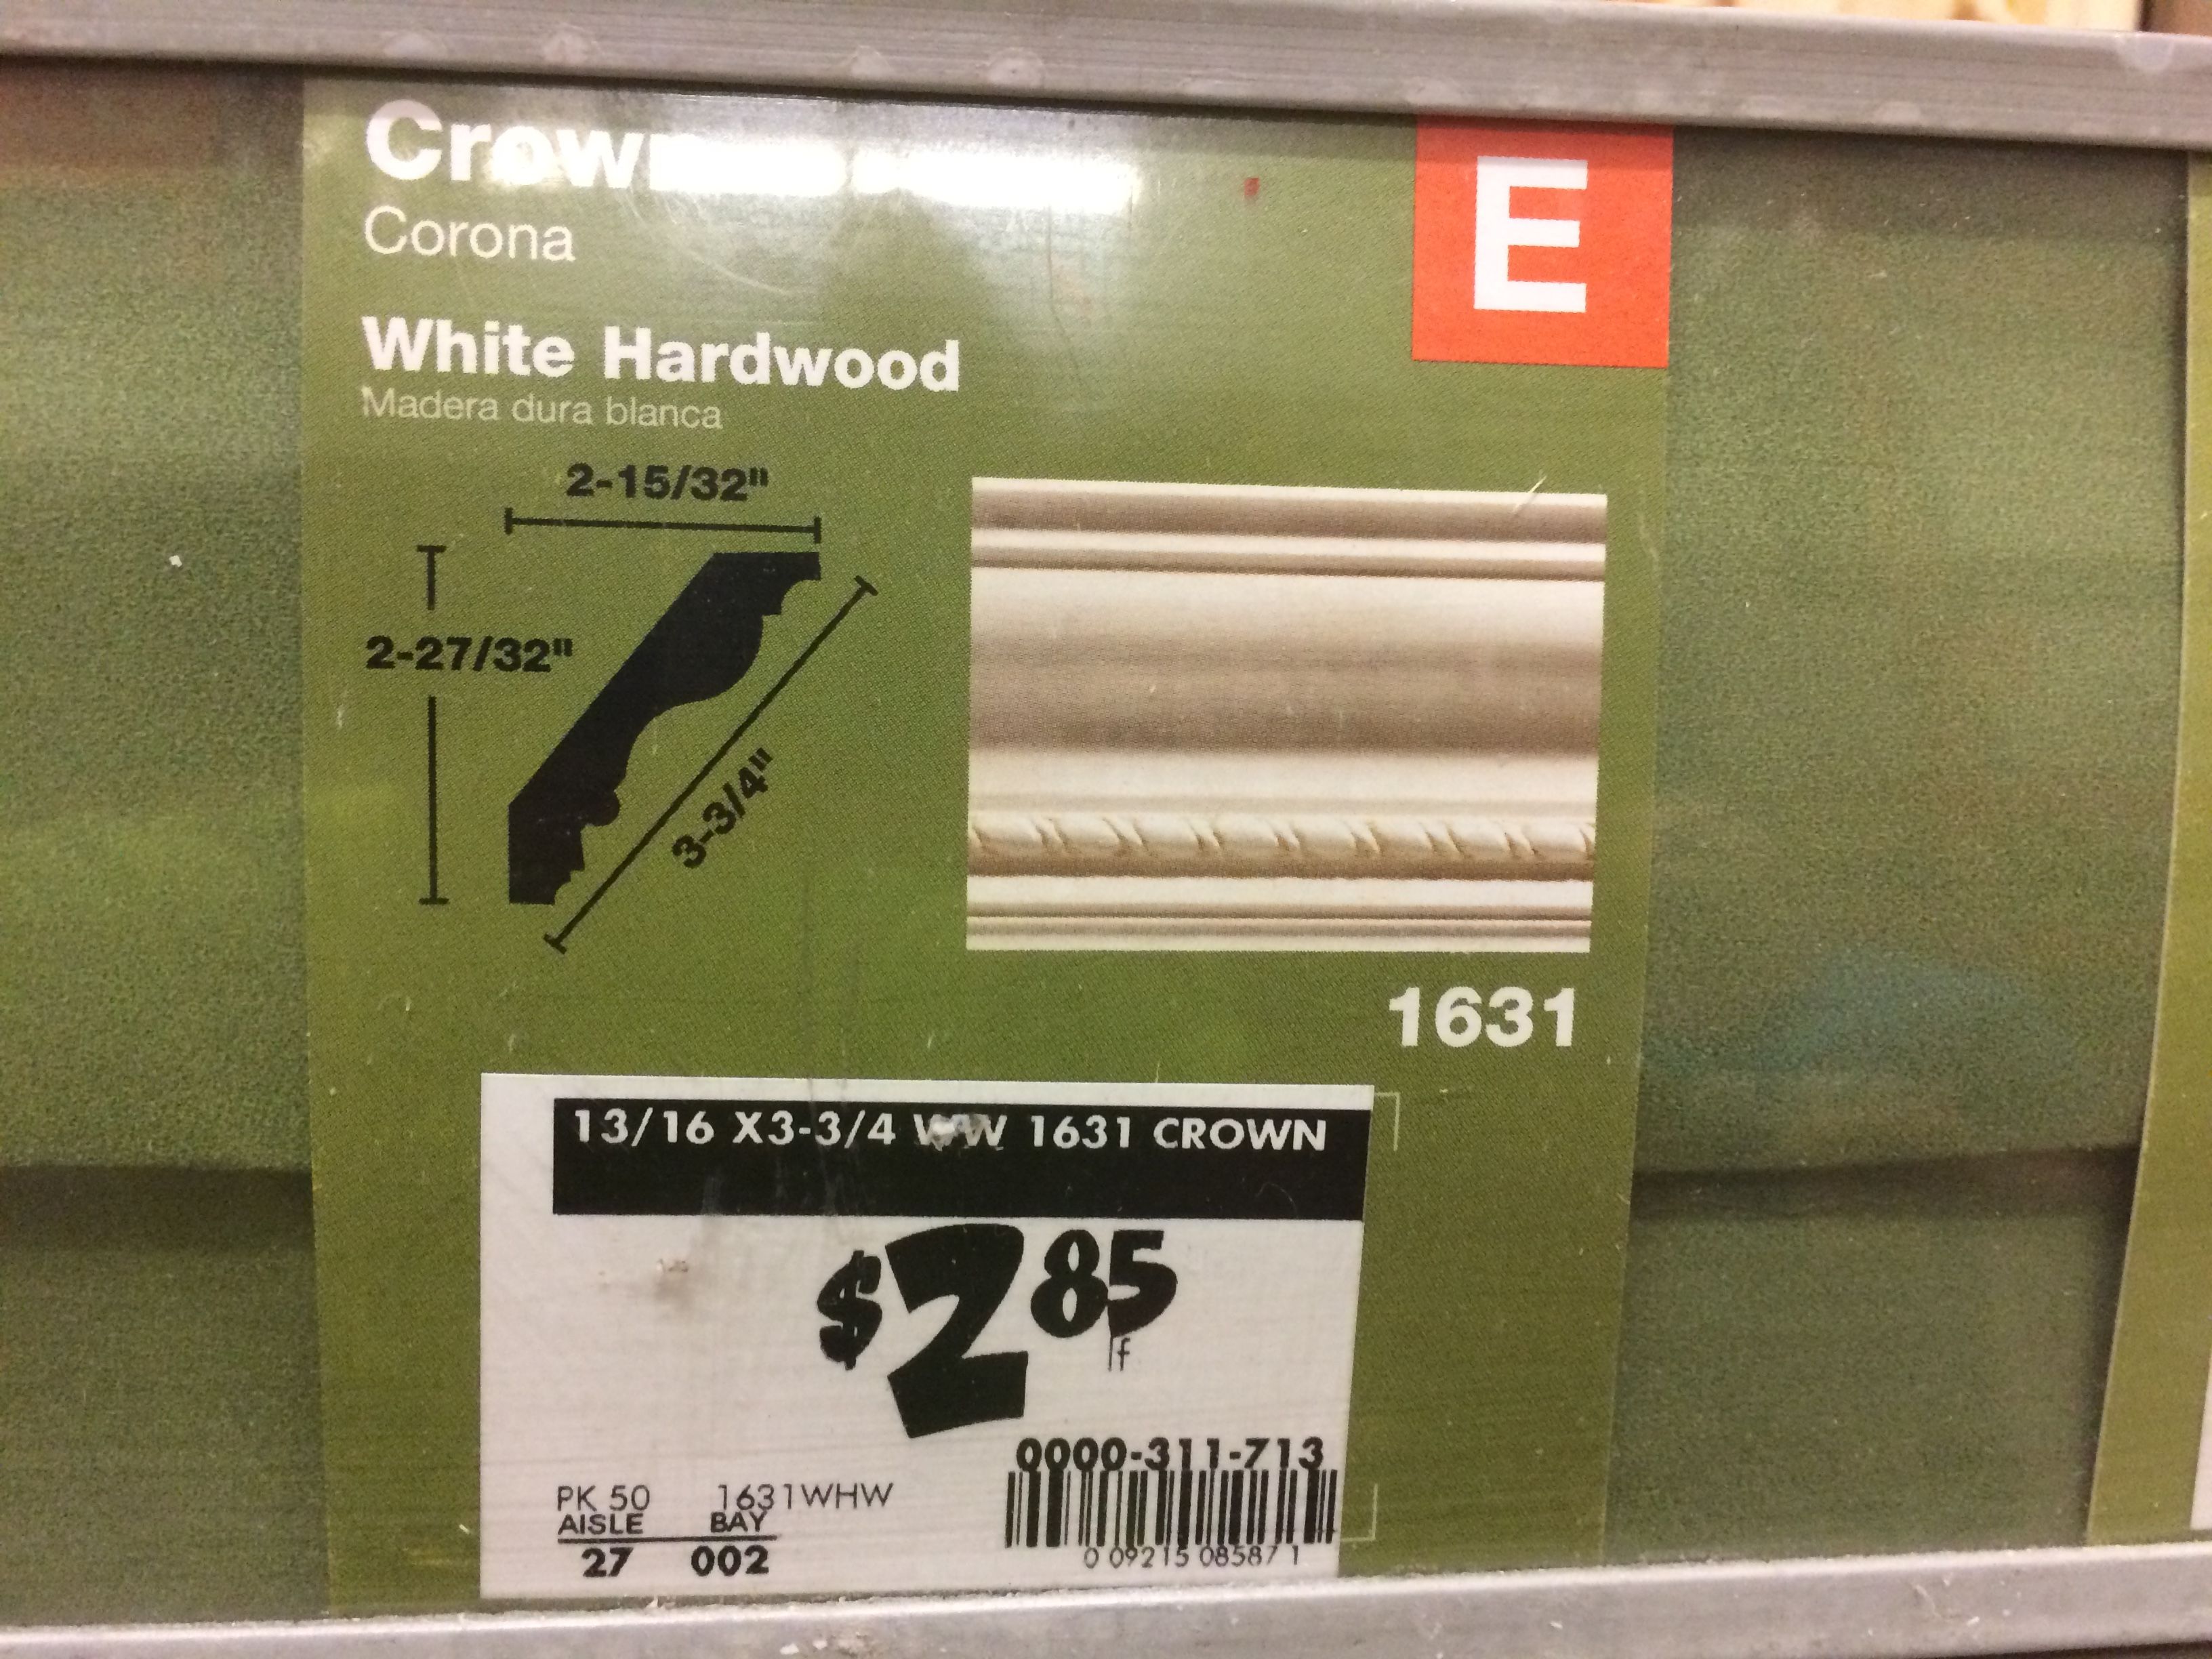 Crown
E
Corona
White Hardwood
Madera dura blanca
2-15/32"
2-27/32"
3-3/4"
1631
13/16 X3-3/4 WW 1631 CROWN
$2 85
lf
0000-311-713
PK 50 1631WHW
AISLE BAY
27 002
0 09215 08587 1